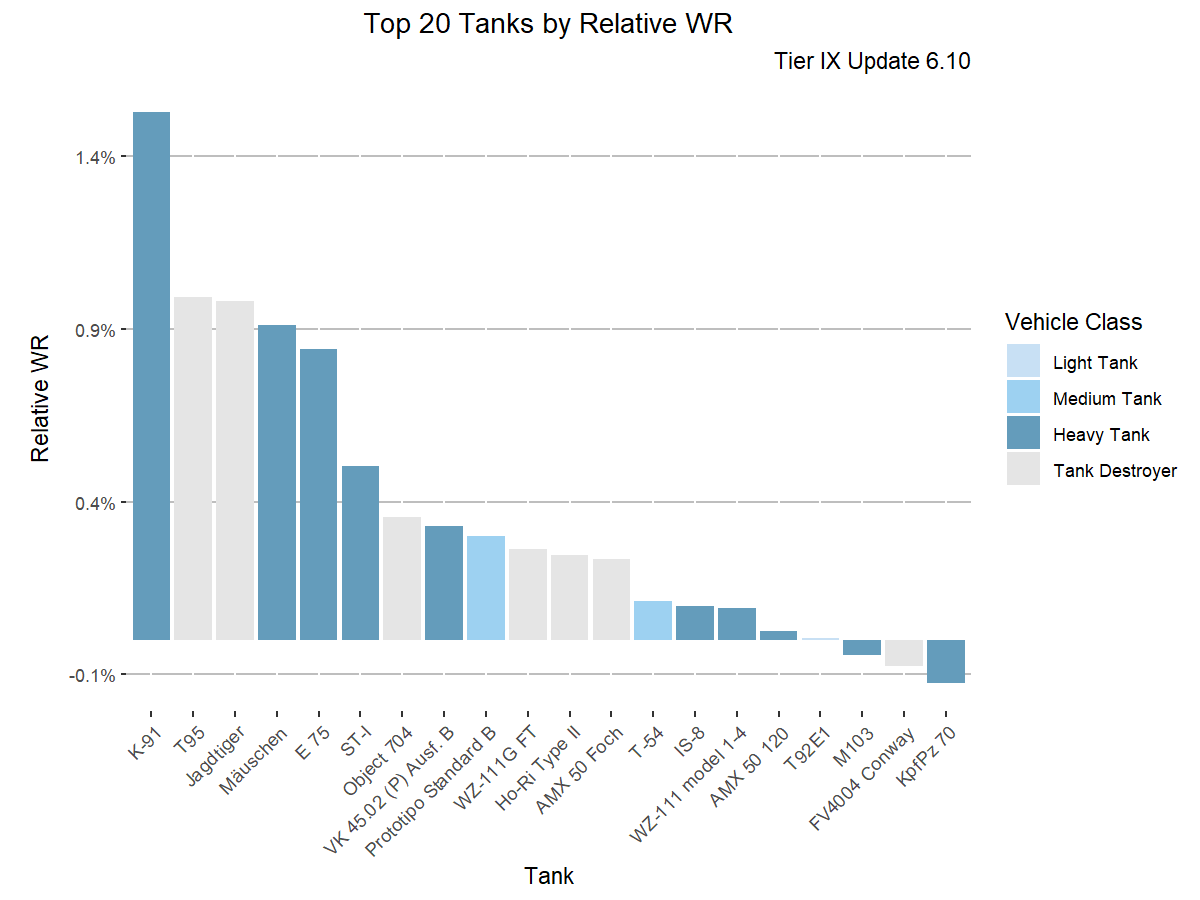 Top 20 Tanks by Relative WR
Tier IX Update 6.10
1.4%
0.9%
0.4%
-0.1%
Relative WR
K-91
T95
Jagdtiger
Mäuschen
E 75
ST-I
Object 704
VK 45.02 (P) Ausf. B
Prototipo Standard B
WZ-111G FT
Ho-Ri Type II
AMX 50 Foch
T-54
IS-8
WZ-111 model 1-4
AMX 50 120
T92E1
M103
FV4004 Conway
KpfPz 70
Tank
Vehicle Class
Light Tank
Medium Tank
Heavy Tank
Tank Destroyer